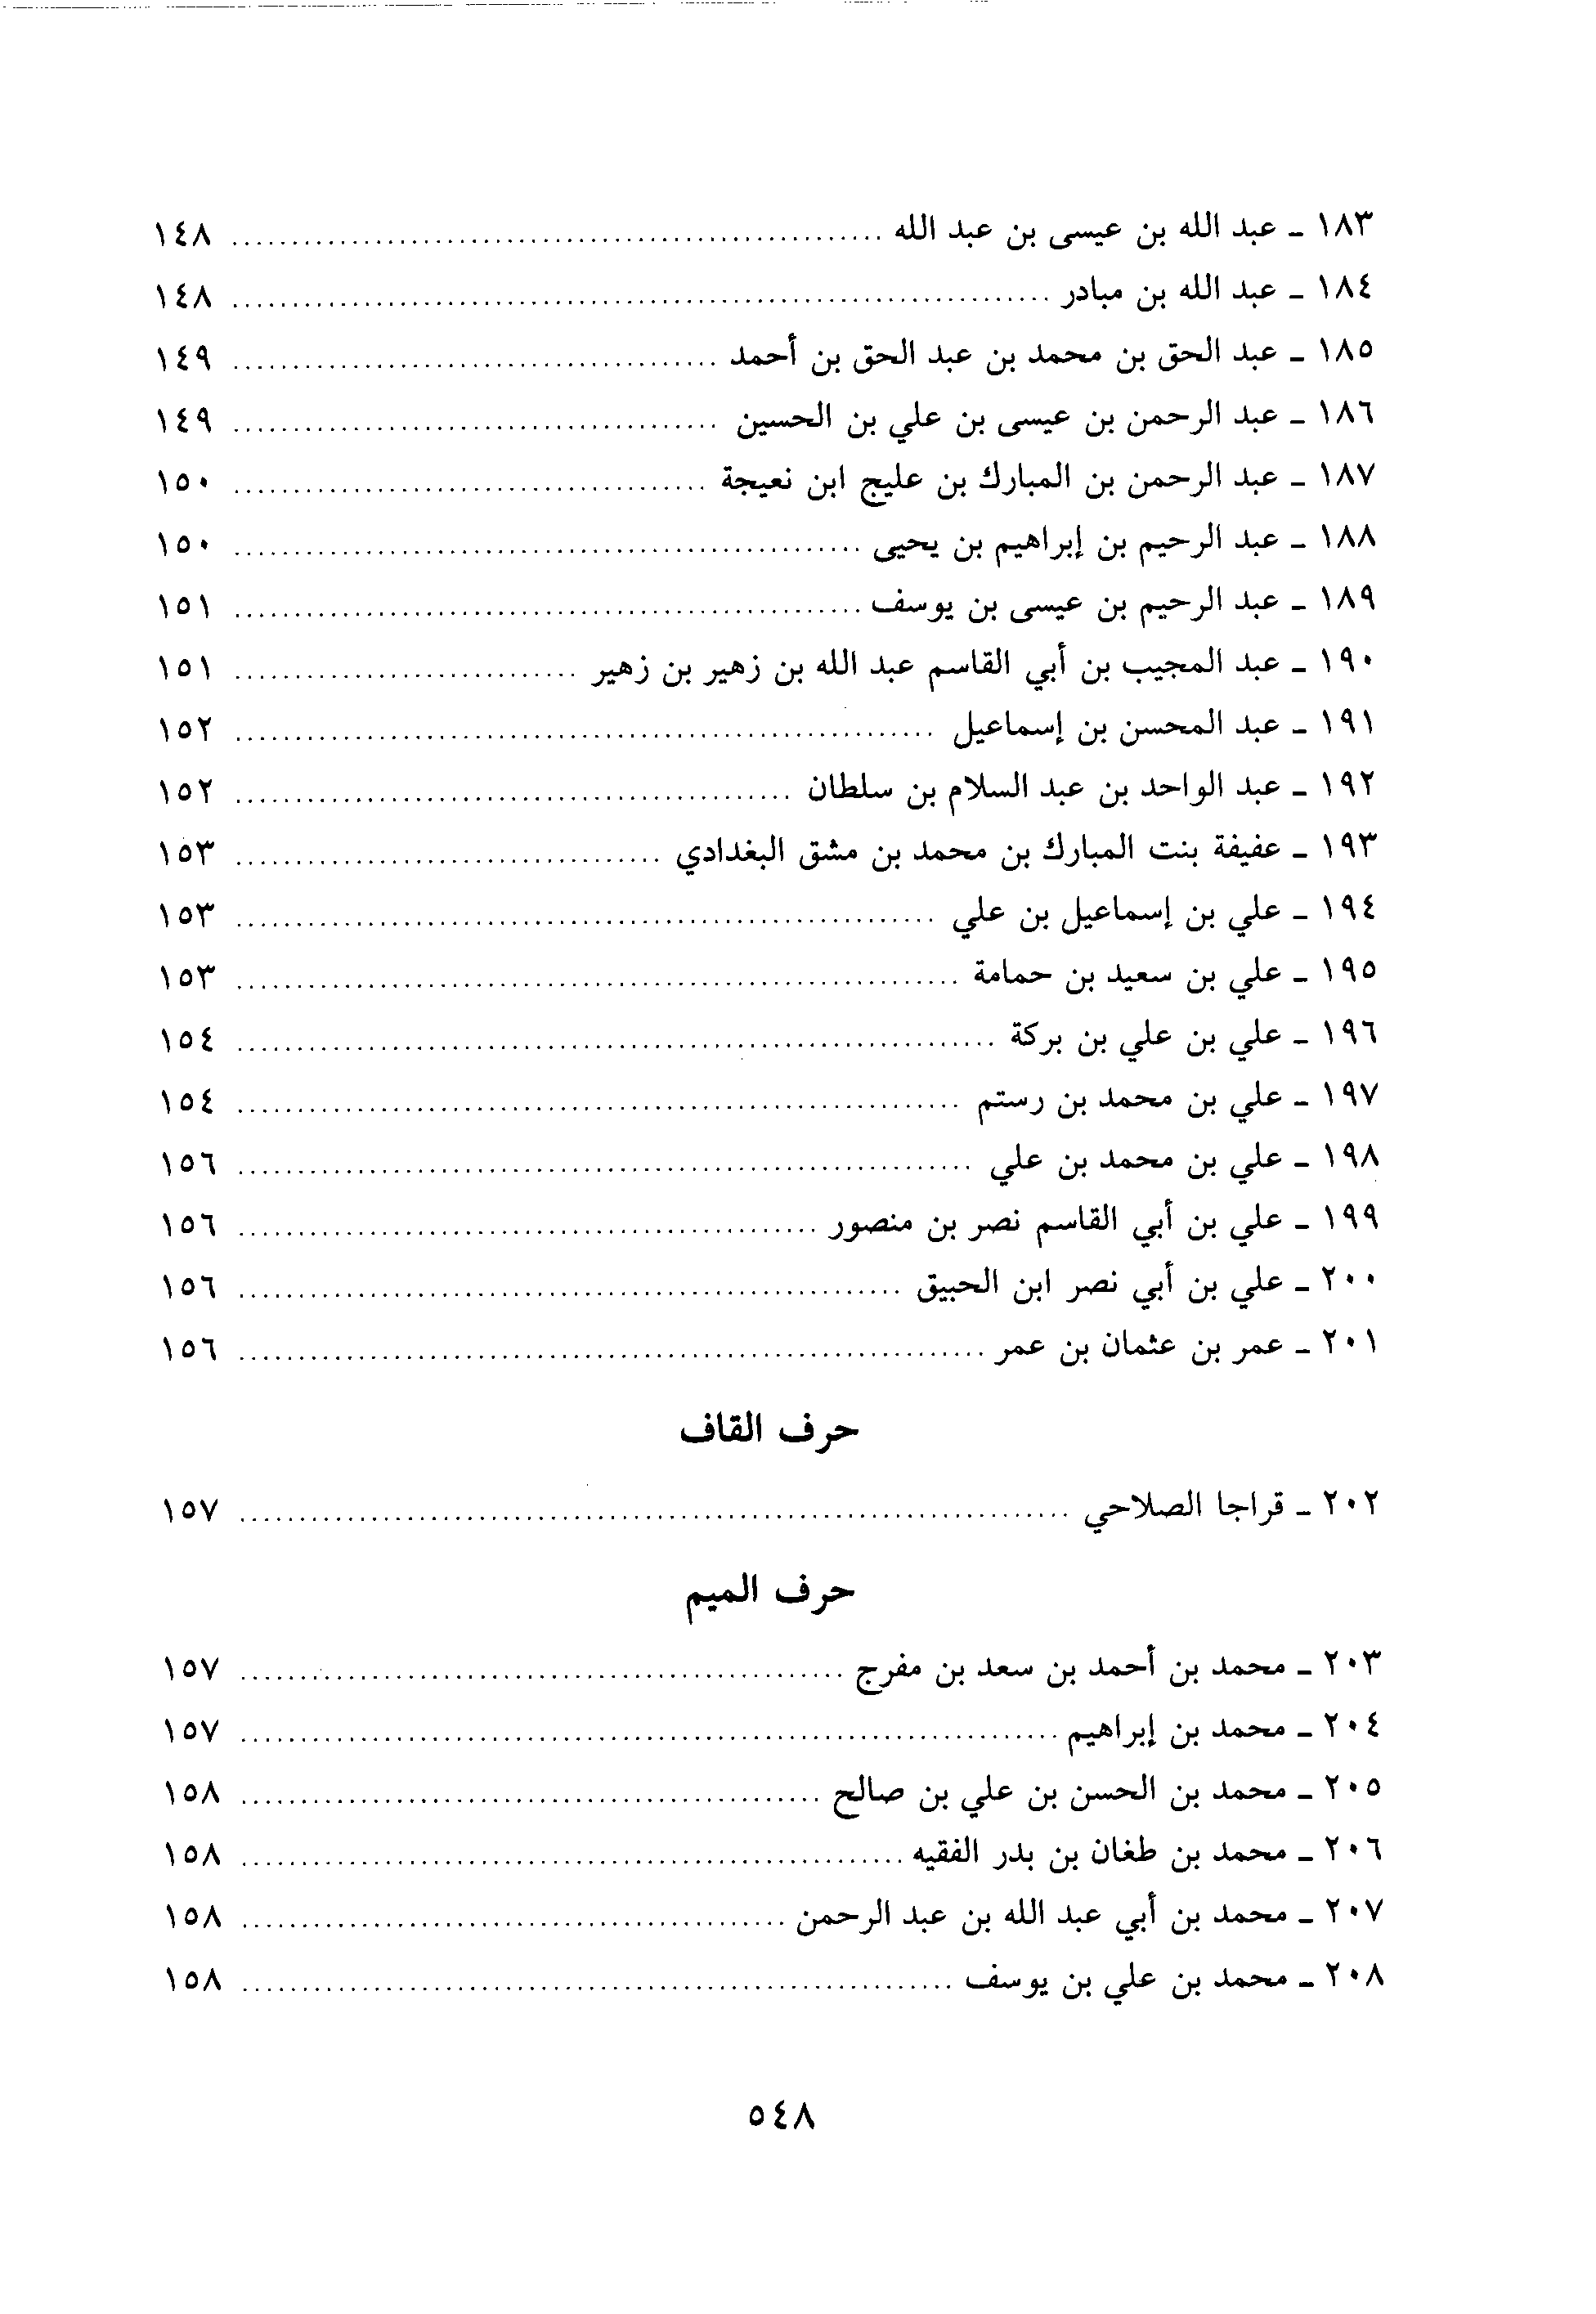 ١٨٣ - عبد الله بن عيسى بن عبد الله ........................................ ١٤٨
١٨٤ - عبد الله بن مبادر ........................................ ١٤٨
١٨٥ - عبد الحق بن محمد بن عبد الحق بن أحمد ........................................ ١٤٩
١٨٦ - عبد الرحمن بن عيسى بن علي بن الحسين ........................................ ١٤٩
١٨٧ - عبد الرحمن بن المبارك بن عليج ابن نعيجة ........................................ ١٥٠
١٨٨ - عبد الرحيم بن إبراهيم بن يحيى ........................................ ١٥٠
١٨٩ - عبد الرحيم بن عيسى بن يوسف ........................................ ١٥١
١٩٠ - عبد المجيب بن أبي القاسم عبد الله بن زهير بن زهير ........................................ ١٥١
١٩١ - عبد المحسن بن إسماعيل ........................................ ١٥٢
١٩٢ - عبد الواحد بن عبد السلام بن سلطان ........................................ ١٥٢
١٩٣ - عفيفة بنت المبارك بن محمد بن مشق البغدادي ........................................ ١٥٣
١٩٤ - علي بن إسماعيل بن علي ........................................ ١٥٣
١٩٥ - علي بن سعيد بن حمامة ........................................ ١٥٣
١٩٦ - علي بن علي بن بركة ........................................ ١٥٤
١٩٧ - علي بن محمد بن رستم ........................................ ١٥٤
١٩٨ - علي بن محمد بن علي ........................................ ١٥٦
١٩٩ - علي بن أبي القاسم نصر بن منصور ........................................ ١٥٦
٢٠٠ - علي بن أبي نصر ابن الحبيق ........................................ ١٥٦
٢٠١ - عمر بن عثمان بن عمر ........................................ ١٥٦
حرف القاف
٢٠٢ - قراجا الصلاحي ........................................ ١٥٧
حرف الميم
٢٠٣ - محمد بن أحمد بن سعد بن مفرج ........................................ ١٥٧
٢٠٤ - محمد بن إبراهيم ........................................ ١٥٧
٢٠٥ - محمد بن الحسن بن علي بن صالح ........................................ ١٥٨
٢٠٦ - محمد بن طغان بن بدر الفقيه ........................................ ١٥٨
٢٠٧ - محمد بن أبي عبد الله بن عبد الرحمن ........................................ ١٥٨
٢٠٨ - محمد بن علي بن يوسف ........................................ ١٥٨
٥٤٨